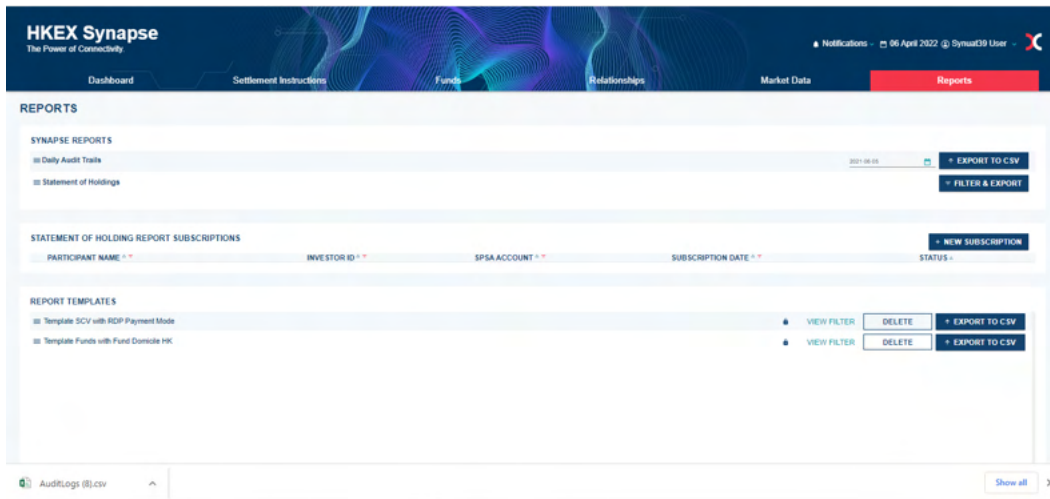 HKEX Synapse
The Power of Connectivity.
Notifications 06 April 2022 Synuat39 User
Dashboard Settlement Instructions Funds Relationships Market Data Reports
REPORTS
SYNAPSE REPORTS
Daily Audit Trails 2021-08-05 + EXPORT TO CSV
Statement of Holdings FILTER & EXPORT
STATEMENT OF HOLDING REPORT SUBSCRIPTIONS + NEW SUBSCRIPTION
PARTICIPANT NAME INVESTOR ID SPSA ACCOUNT SUBSCRIPTION DATE STATUS
REPORT TEMPLATES
Template SCV with RDP Payment Mode VIEW FILTER DELETE + EXPORT TO CSV
Template Funds with Fund Domicile HK VIEW FILTER DELETE + EXPORT TO CSV
AuditLogs (8).csv Show all